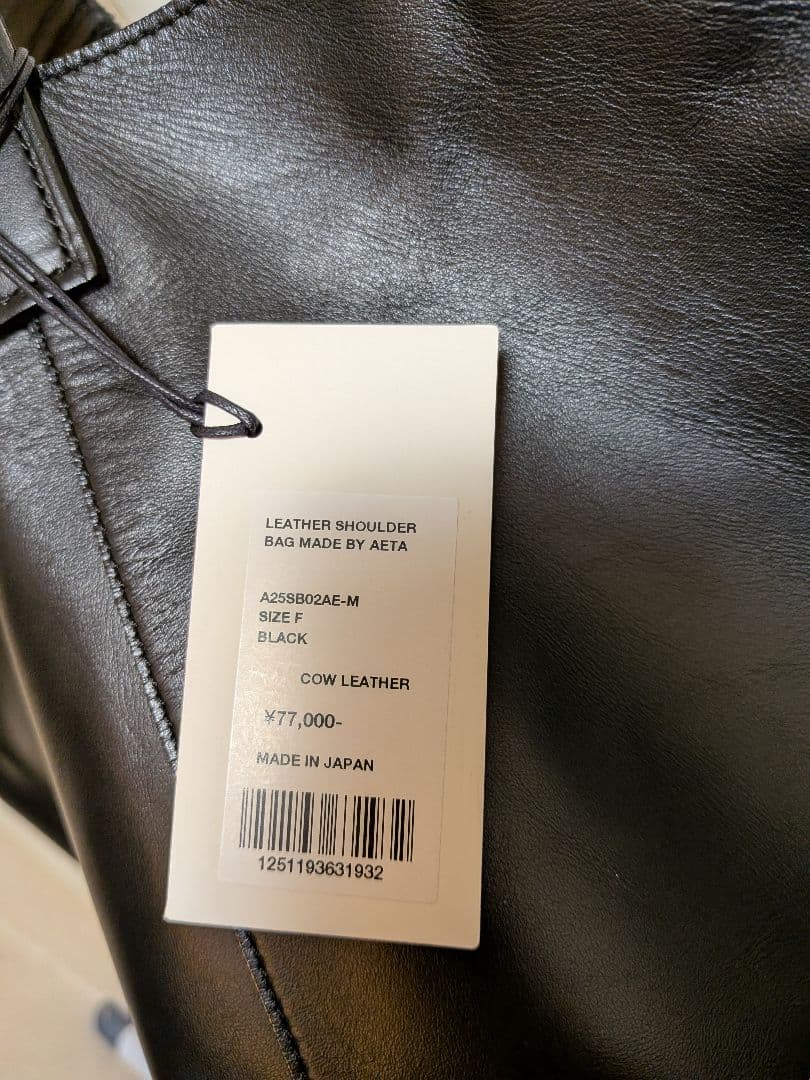 LEATHER SHOULDER
BAG MADE BY AETA
A25SB02AE-M
SIZE F
BLACK
COW LEATHER
¥77,000-
MADE IN JAPAN
1251193631932